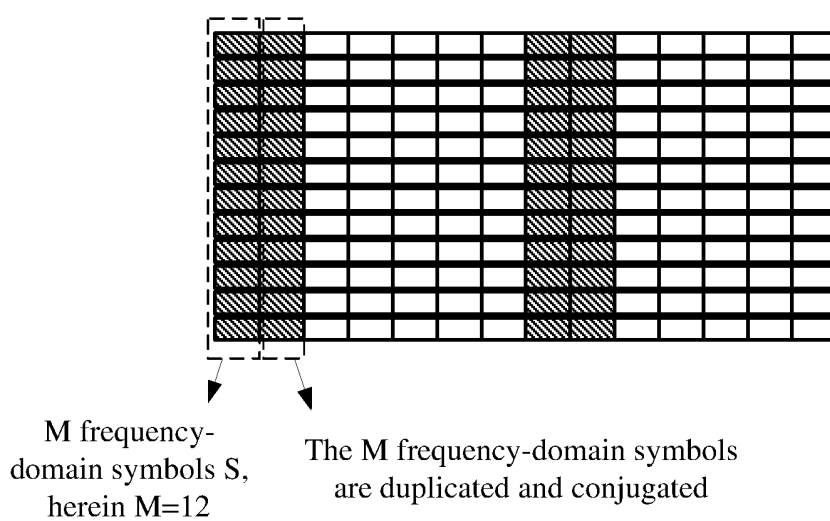 M frequency-
domain symbols S,
herein M=12
The M frequency-domain symbols
are duplicated and conjugated